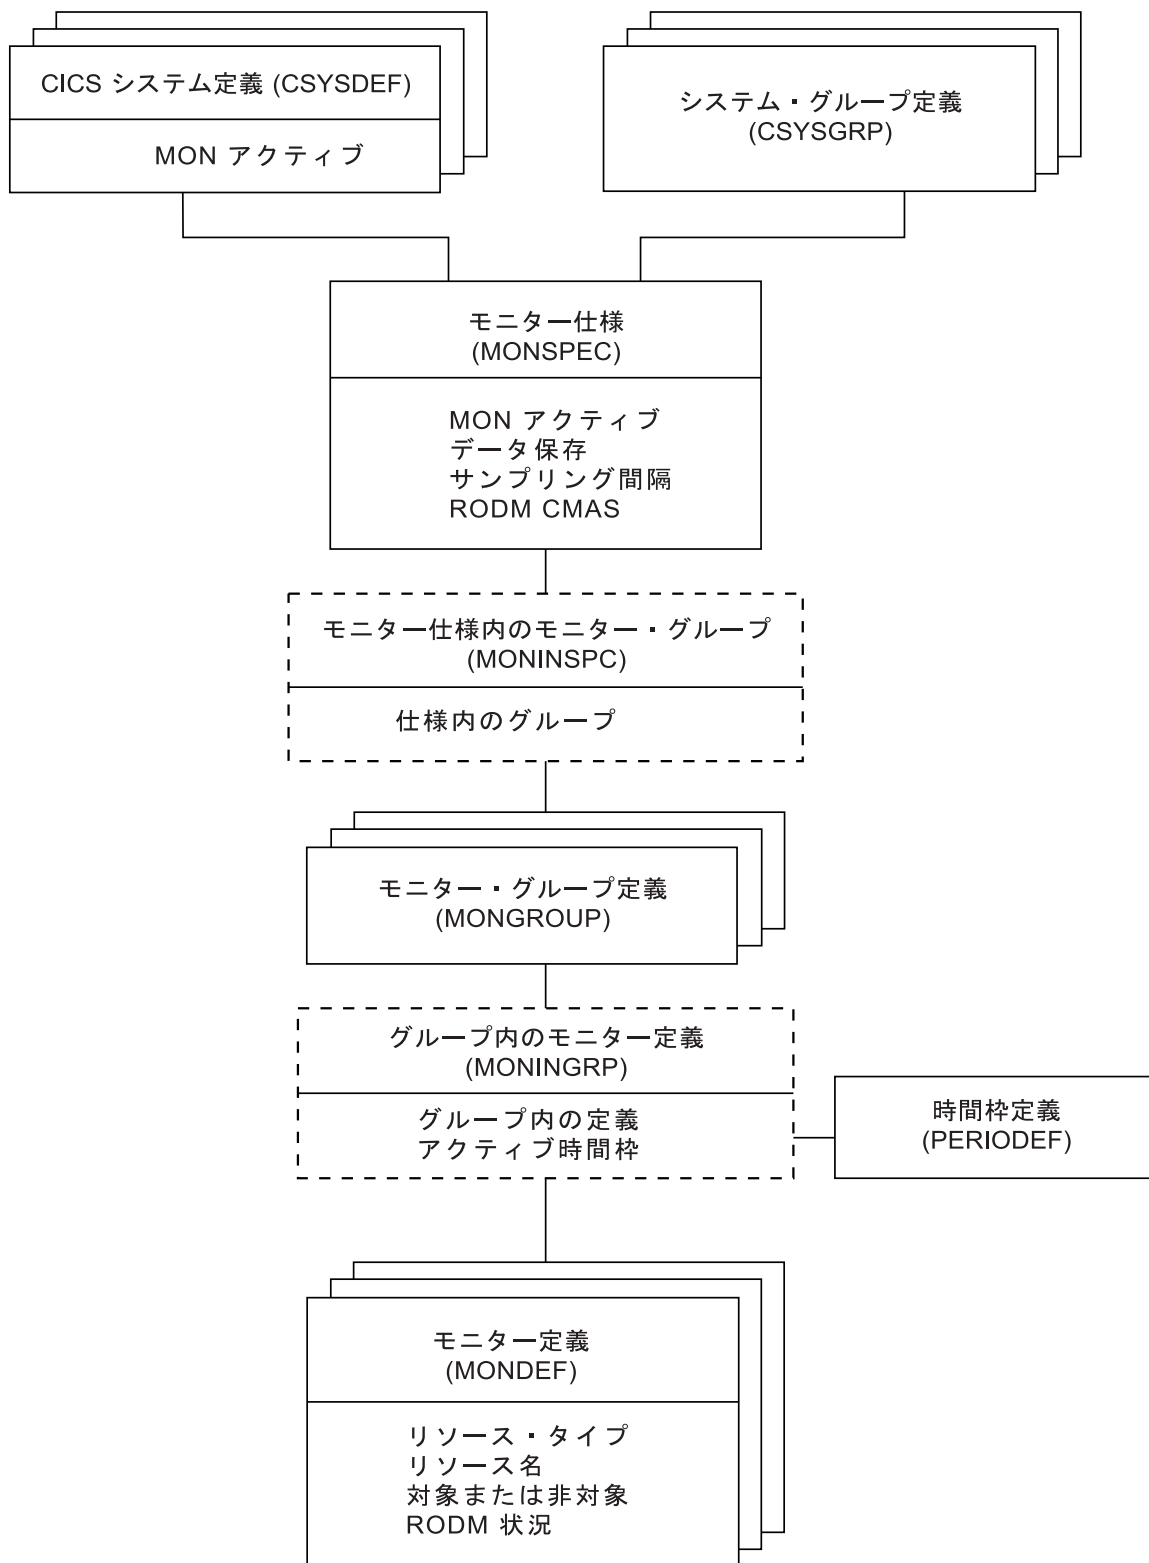 CICS システム定義 (CSYSDEF)
MON アクティブ
システム・グループ定義
(CSYSGRP)
モニター仕様
(MONSPEC)
MON アクティブ
データ保存
サンプリング間隔
RODM CMAS
モニター仕様内のモニター・グループ
(MONINSPC)
仕様内のグループ
モニター・グループ定義
(MONGROUP)
グループ内のモニター定義
(MONINGRP)
グループ内の定義
アクティブ時間枠
時間枠定義
(PERIODEF)
モニター定義
(MONDEF)
リソース・タイプ
リソース名
対象または非対象
RODM 状況